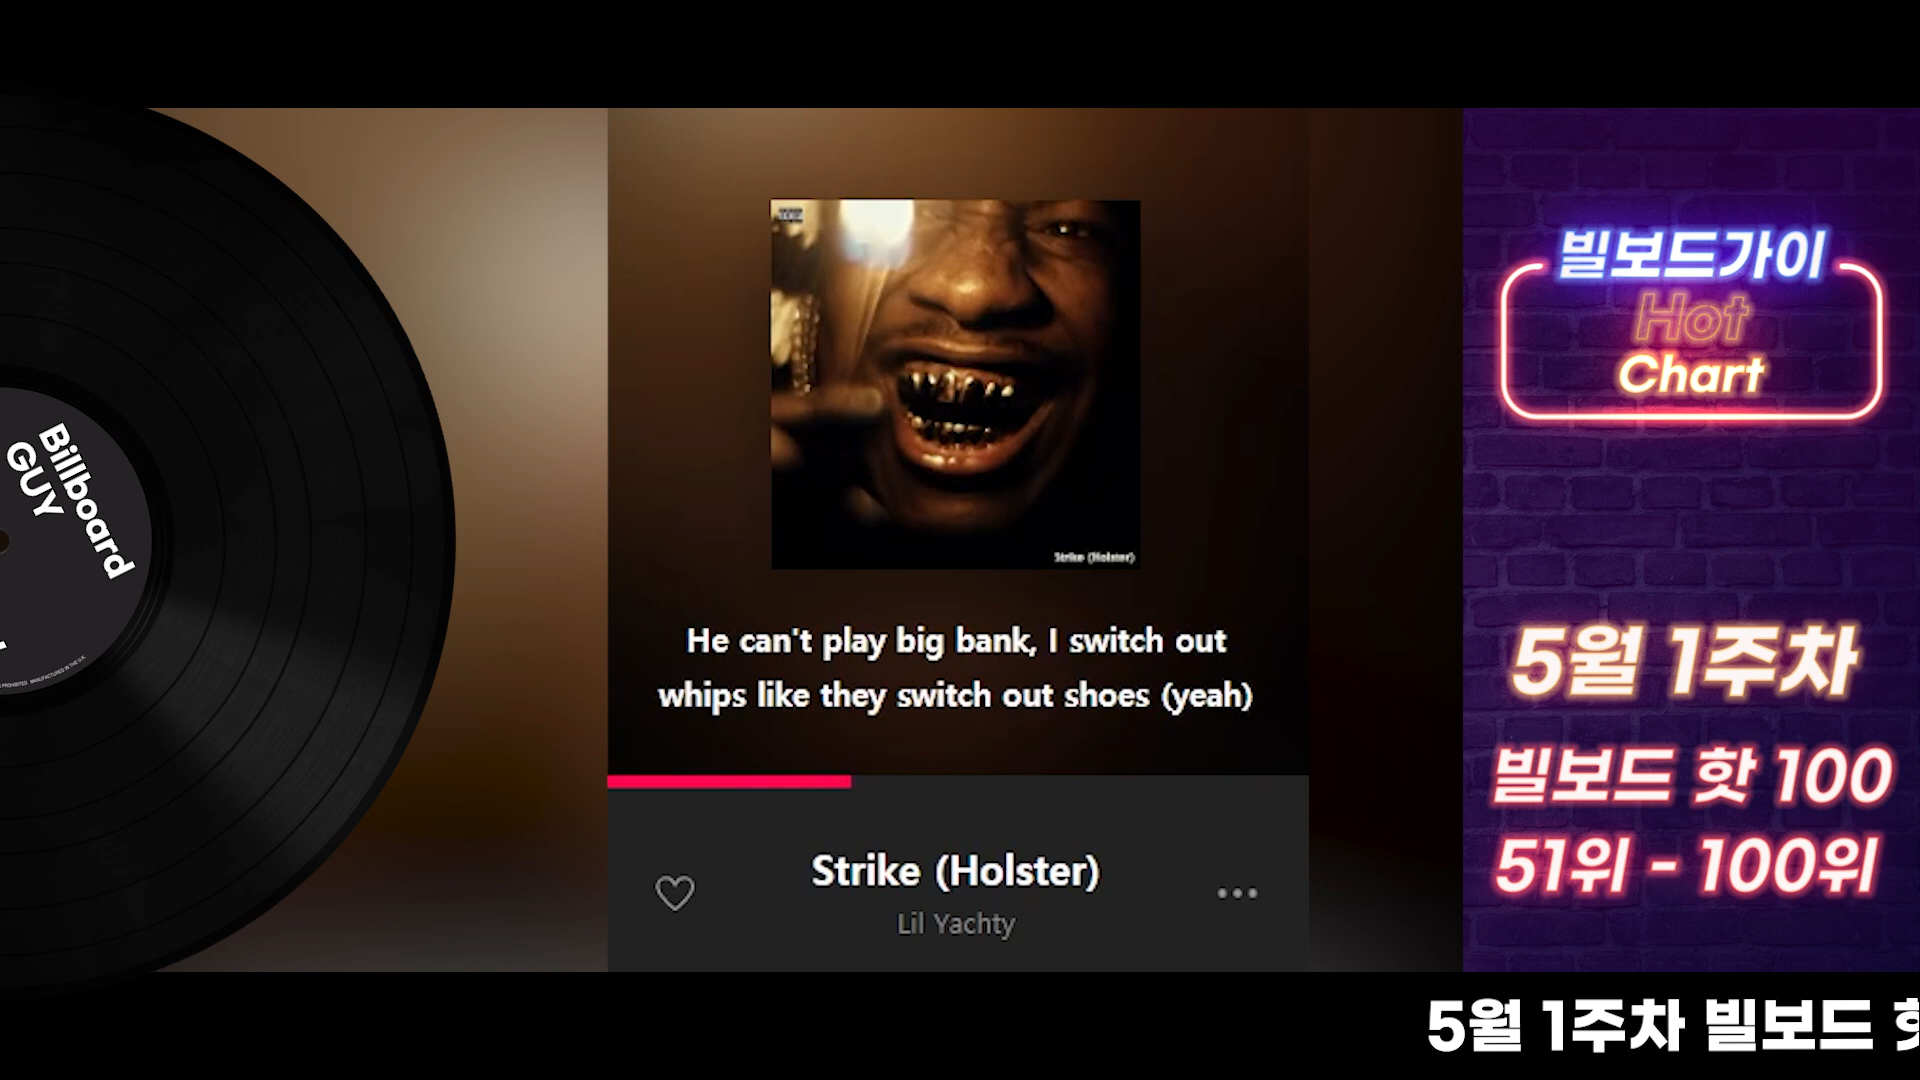 Billboard
GUY
Strike (Holster)
He can't play big bank, I switch out
whips like they switch out shoes (yeah)
Strike (Holster)
Lil Yachty
빌보드가이
Hot
Chart
5월 1주차
빌보드 핫 100
51위 - 100위
5월 1주차 빌보드